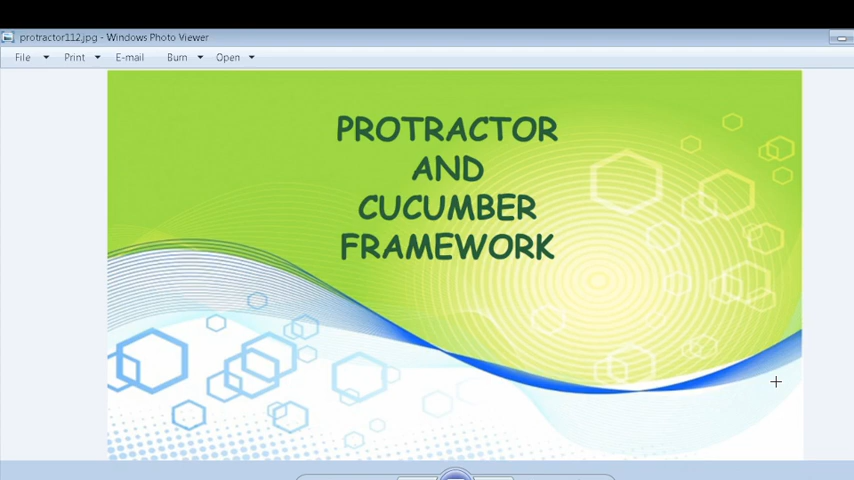 protractor112.jpg - Windows Photo Viewer
File Print E-mail Burn Open
PROTRACTOR
AND
CUCUMBER
FRAMEWORK